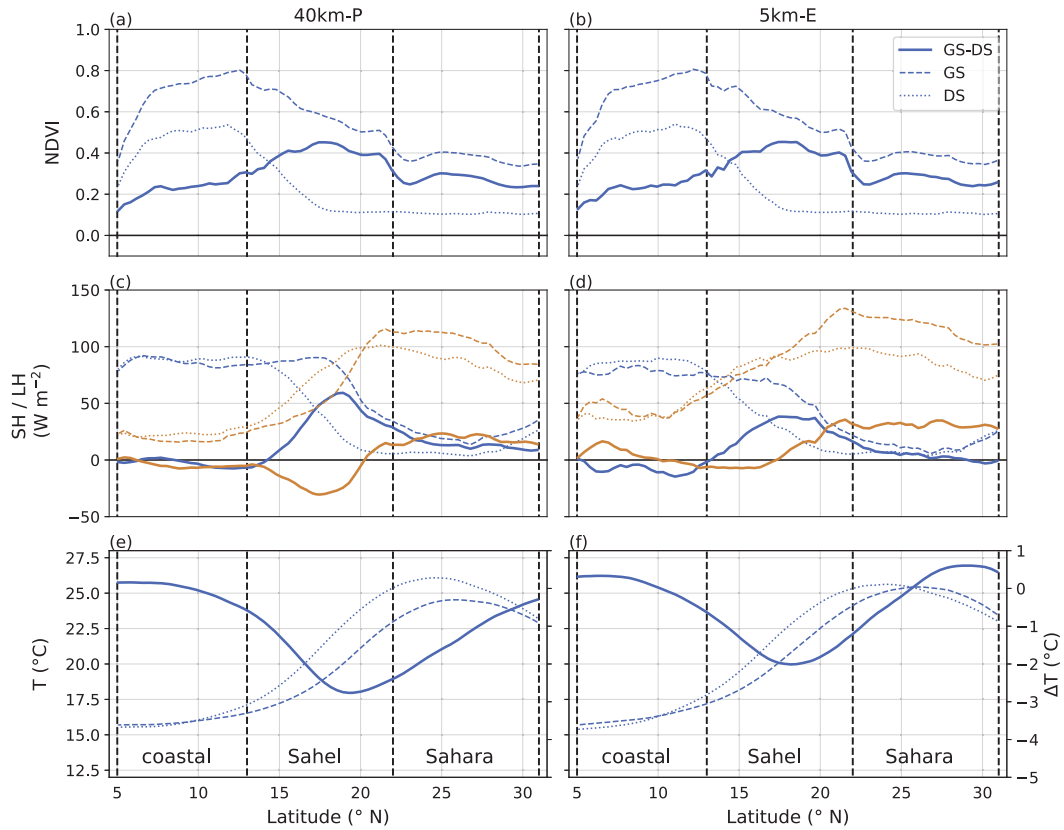 40km-P
5km-E
(a)
(b)
1.0
0.8
0.6
0.4
0.2
0.0
NDVI
GS-DS
GS
DS
(c)
(d)
150
100
50
0
−50
SH / LH
(W m−2)
(e)
(f)
27.5
25.0
22.5
20.0
17.5
15.0
12.5
T (°C)
1
0
−1
−2
−3
−4
−5
ΔT (°C)
coastal
Sahel
Sahara
coastal
Sahel
Sahara
5
10
15
20
25
30
5
10
15
20
25
30
Latitude (° N)
Latitude (° N)